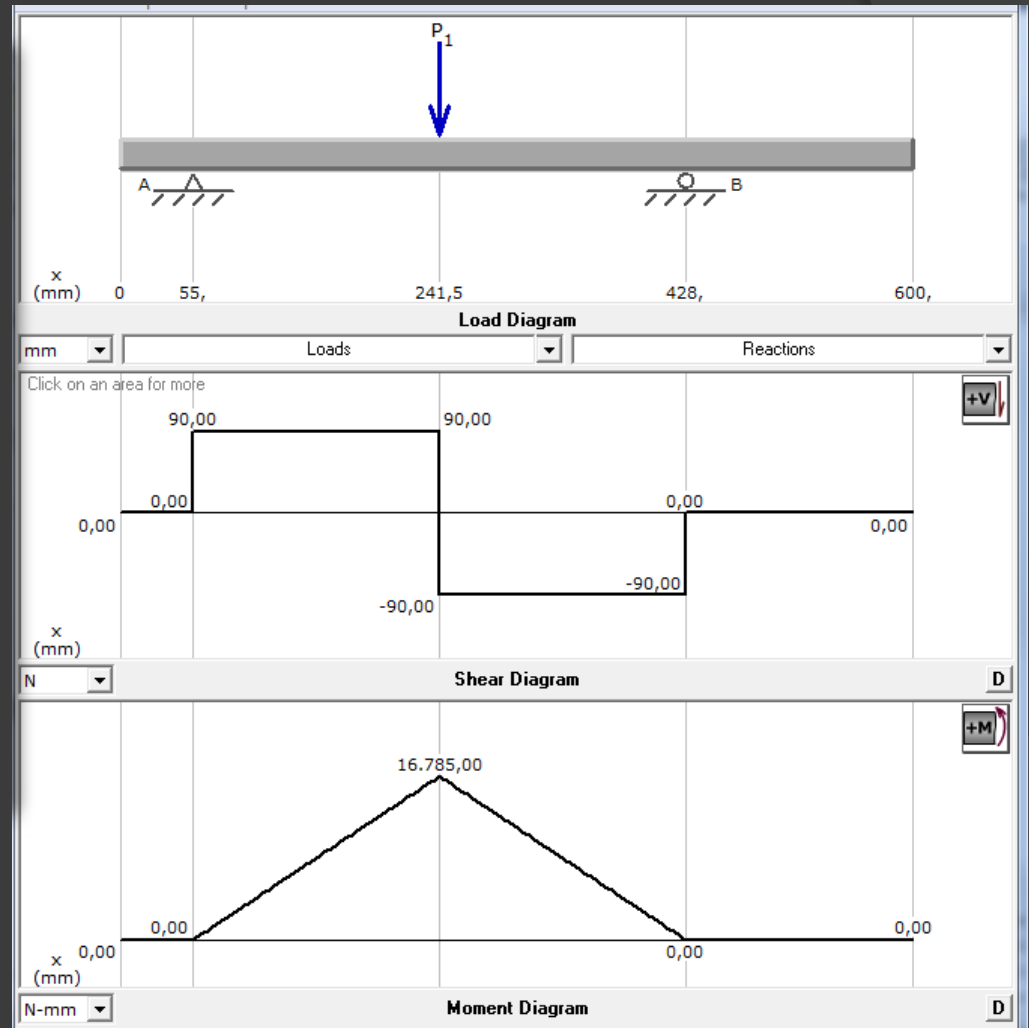 P1
A
B
x
(mm) 0 55, 241,5 428, 600,
Load Diagram
mm Loads Reactions
Click on an area for more
+V
90,00 90,00
0,00 0,00
0,00 0,00
-90,00
-90,00
x
(mm)
N Shear Diagram D
+M
16.785,00
0,00 0,00
0,00 0,00
x
(mm)
N-mm Moment Diagram D